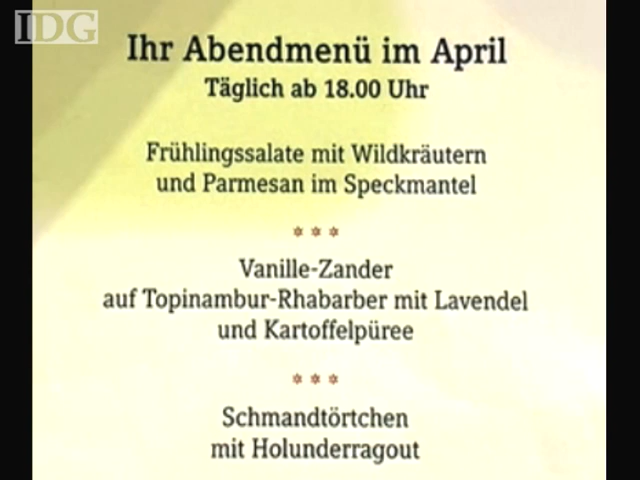 IDG
Ihr Abendmenü im April
Täglich ab 18.00 Uhr
Frühlingssalate mit Wildkräutern
und Parmesan im Speckmantel
* * *
Vanille-Zander
auf Topinambur-Rhabarber mit Lavendel
und Kartoffelpüree
* * *
Schmandtörtchen
mit Holunderragout